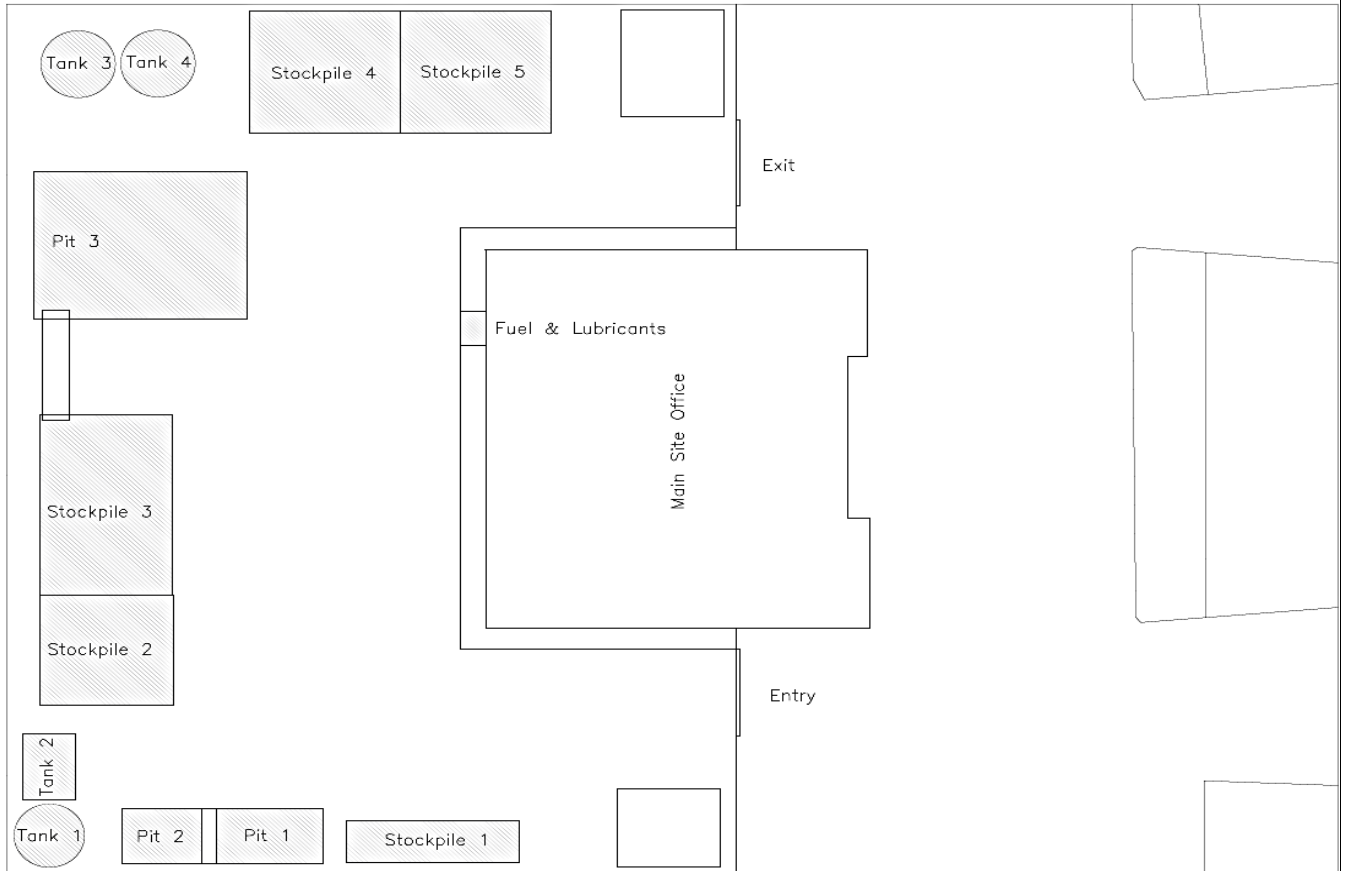 Tank 3
Tank 4
Stockpile 4
Stockpile 5
Exit
Pit 3
Fuel & Lubricants
Main Site Office
Stockpile 3
Stockpile 2
Entry
Tank 2
Tank 1
Pit 2
Pit 1
Stockpile 1